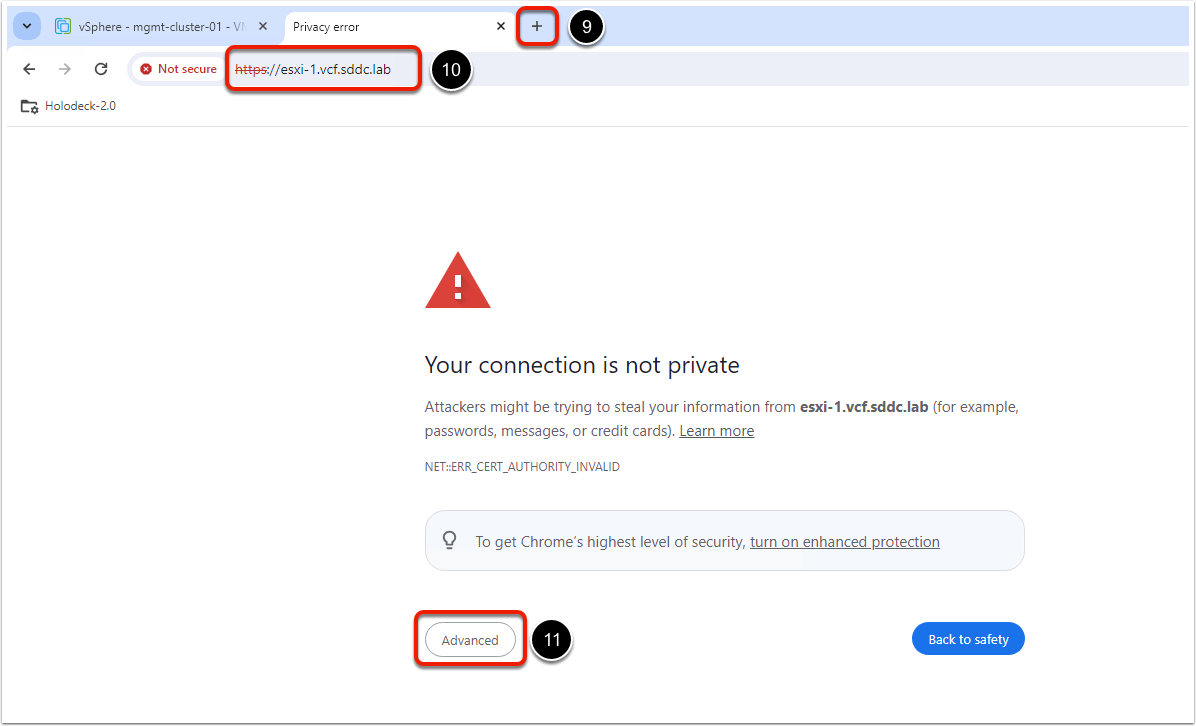 vSphere - mgmt-cluster-01 - VM
Privacy error
9
Not secure
https://esxi-1.vcf.sddc.lab
10
Holodeck-2.0
Your connection is not private
Attackers might be trying to steal your information from esxi-1.vcf.sddc.lab (for example,
passwords, messages, or credit cards). Learn more
NET::ERR_CERT_AUTHORITY_INVALID
To get Chrome's highest level of security, turn on enhanced protection
Advanced
11
Back to safety